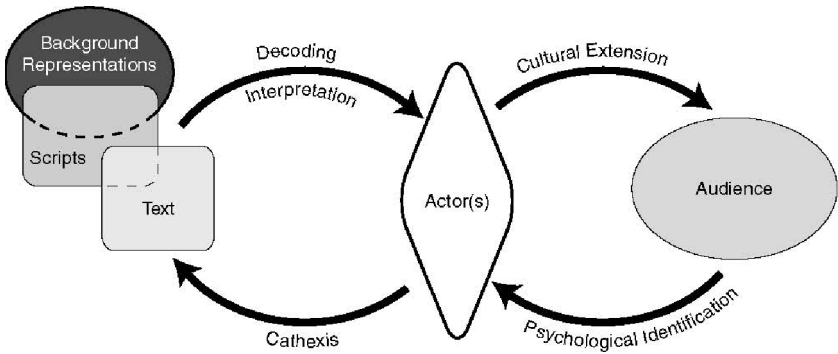 Background
Representations
Scripts
Text
Decoding
Interpretation
Cathexis
Actor(s)
Cultural Extension
Psychological Identification
Audience